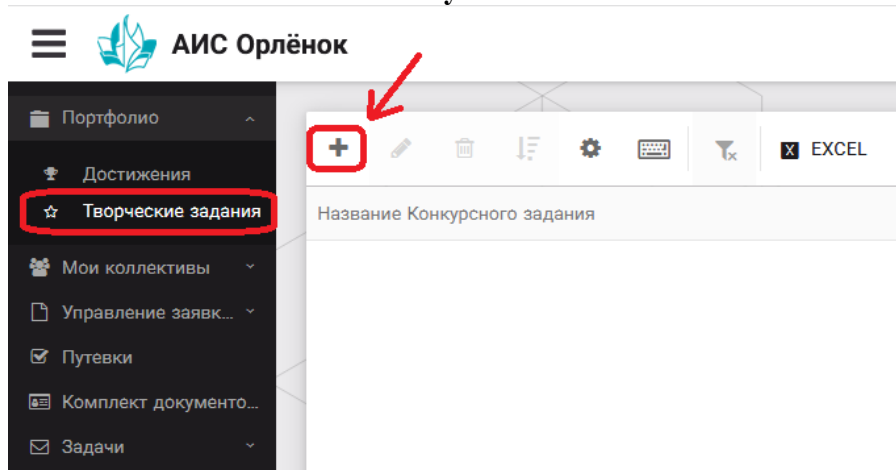 АИС Орлёнок
Портфолио
EXCEL
Достижения
Творческие задания
Название Конкурсного задания
Мои коллективы
Управление заявк...
Путевки
Комплект документо...
Задачи